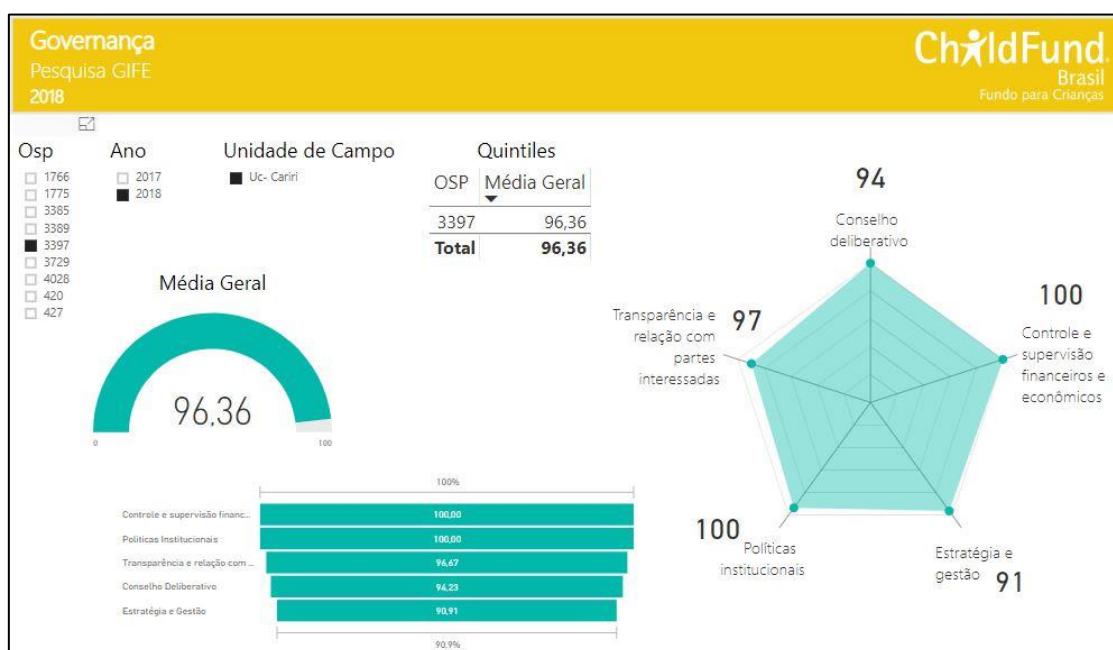 Governança
Pesquisa GIFE
2018
ChildFund
Brasil
Fundo para Crianças
Osp
1766
1775
3385
3389
3397
3729
4028
420
427
Ano
2017
2018
Unidade de Campo
Uc- Cariri
Quintiles
OSP Média Geral
3397 96,36
Total 96,36
Média Geral
96,36
0 100
100%
Controle e supervisão financ... 100,00
Políticas Institucionais 100,00
Transparência e relação com ... 96,67
Conselho Deliberativo 94,23
Estratégia e Gestão 90,91
90,9%
94
Conselho
deliberativo
100
Controle e
supervisão
financeiros e
econômicos
Transparência e
relação com
partes
interessadas
97
100
Políticas
institucionais
Estratégia e
gestão
91